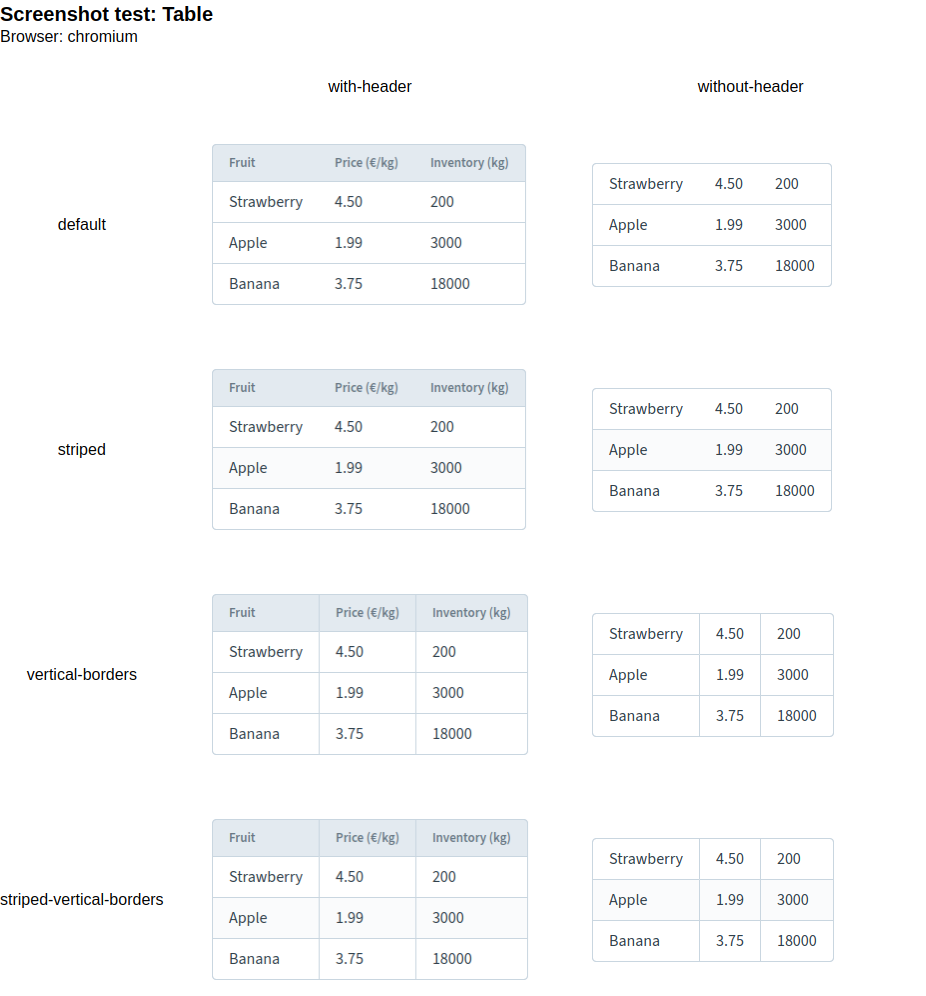 Screenshot test: Table
Browser: chromium
with-header without-header
default
Fruit Price (€/kg) Inventory (kg)
Strawberry 4.50 200
Apple 1.99 3000
Banana 3.75 18000
Strawberry 4.50 200
Apple 1.99 3000
Banana 3.75 18000
striped
Fruit Price (€/kg) Inventory (kg)
Strawberry 4.50 200
Apple 1.99 3000
Banana 3.75 18000
Strawberry 4.50 200
Apple 1.99 3000
Banana 3.75 18000
vertical-borders
Fruit Price (€/kg) Inventory (kg)
Strawberry 4.50 200
Apple 1.99 3000
Banana 3.75 18000
Strawberry 4.50 200
Apple 1.99 3000
Banana 3.75 18000
striped-vertical-borders
Fruit Price (€/kg) Inventory (kg)
Strawberry 4.50 200
Apple 1.99 3000
Banana 3.75 18000
Strawberry 4.50 200
Apple 1.99 3000
Banana 3.75 18000